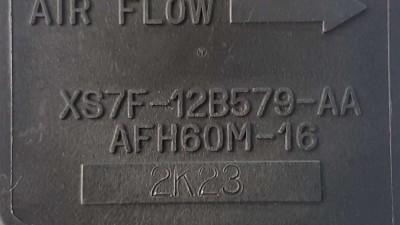 AIR FLOW
XS7F-12B579-AA
AFH60M-16
2K23